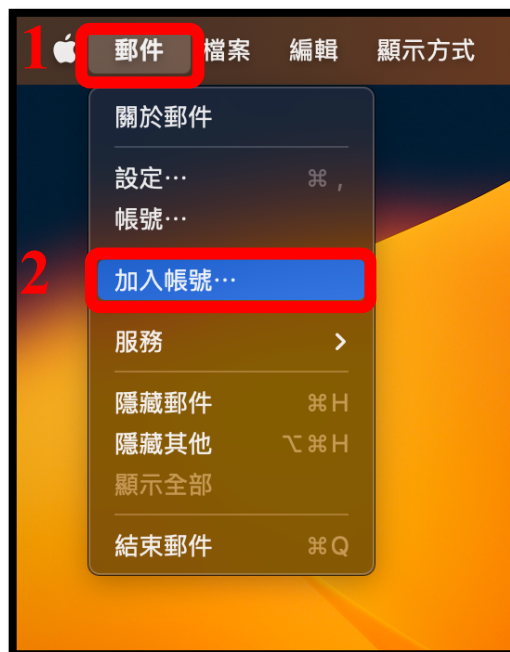 1 郵件 檔案 編輯 顯示方式
關於郵件
設定⋯ ⌘ ,
帳號⋯
2 加入帳號⋯
服務 >
隱藏郵件 ⌘ H
隱藏其他 ⌥ ⌘ H
顯示全部
結束郵件 ⌘ Q